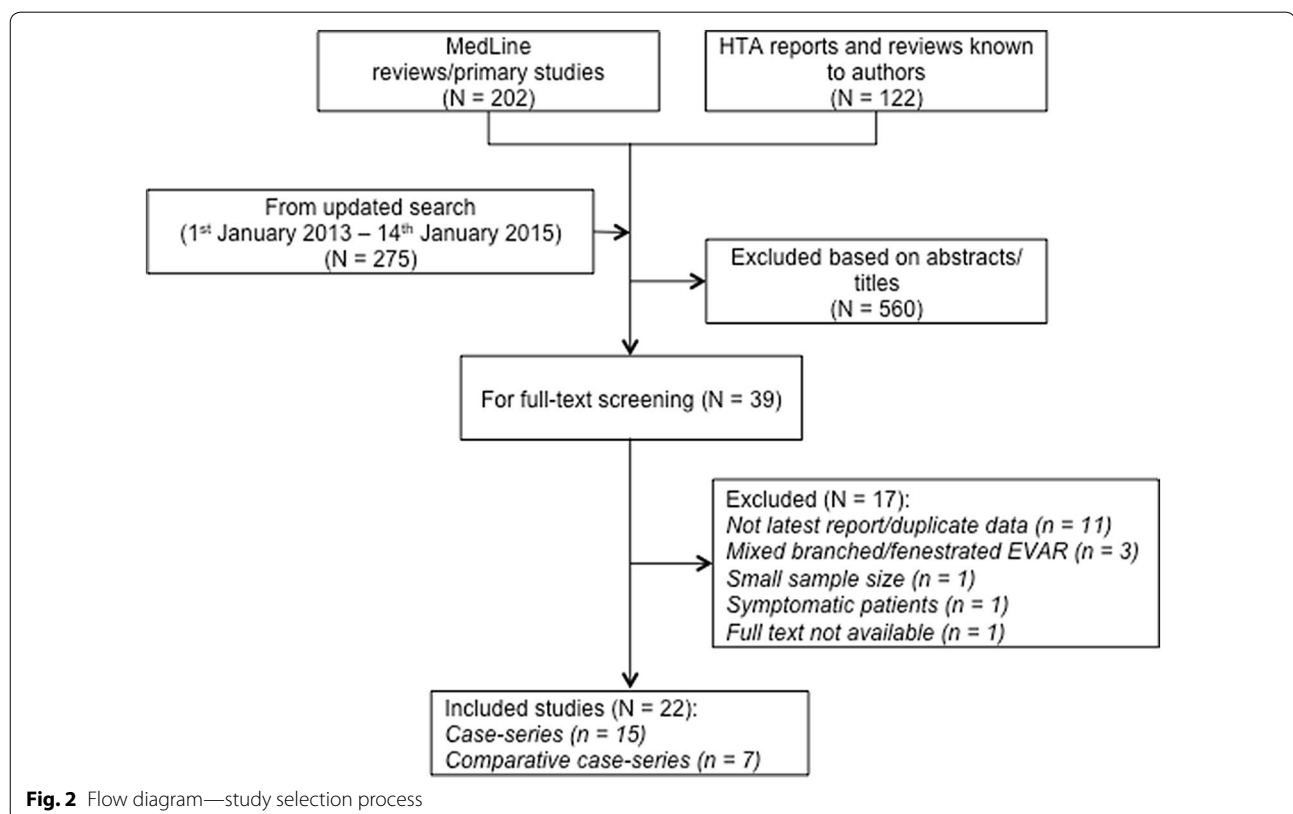 MedLine
reviews/primary studies
(N = 202)
HTA reports and reviews known
to authors
(N = 122)
From updated search
(1st January 2013 – 14th January 2015)
(N = 275)
Excluded based on abstracts/
titles
(N = 560)
For full-text screening (N = 39)
Excluded (N = 17):
Not latest report/duplicate data (n = 11)
Mixed branched/fenestrated EVAR (n = 3)
Small sample size (n = 1)
Symptomatic patients (n = 1)
Full text not available (n = 1)
Included studies (N = 22):
Case-series (n = 15)
Comparative case-series (n = 7)
Fig. 2 Flow diagram—study selection process